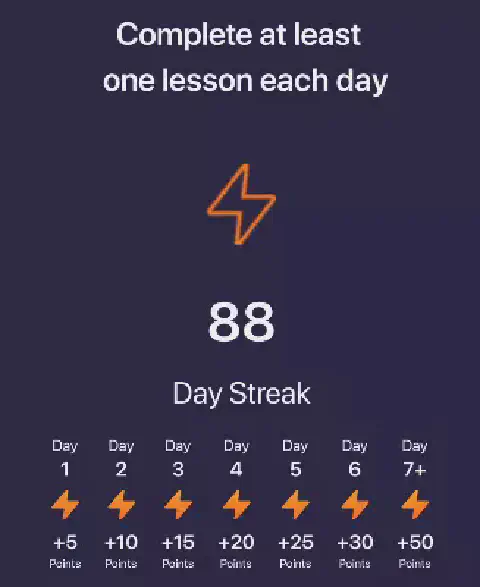 Complete at least
one lesson each day
88
Day Streak
Day Day Day Day Day Day Day
1 2 3 4 5 6 7+
+5 +10 +15 +20 +25 +30 +50
Points Points Points Points Points Points Points